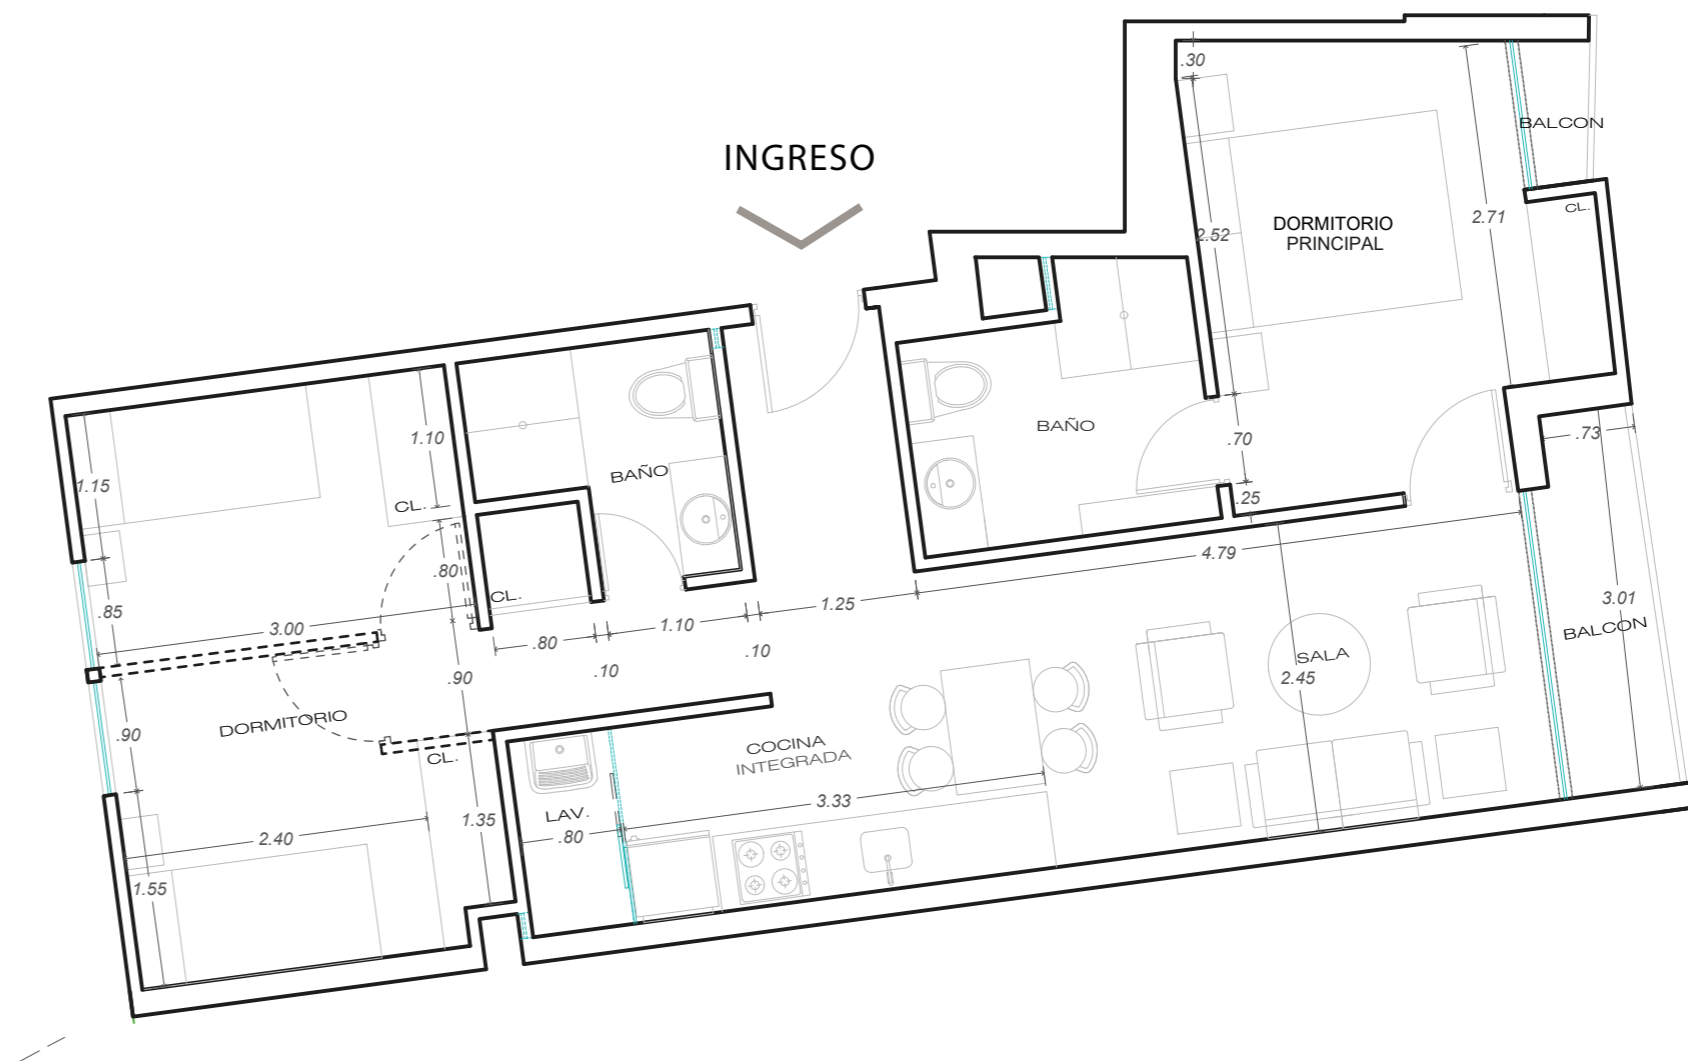 .30
BALCON
INGRESO
CL.
2.71
DORMITORIO
PRINCIPAL
2.52
BAÑO
.70
.73
1.10
1.15
CL.
BAÑO
.25
4.79
.80
CL.
.85
3.00
.80
1.10
1.25
3.01
BALCON
.10
.10
SALA
2.45
.90
DORMITORIO
.90
CL.
COCINA
INTEGRADA
3.33
LAV.
1.35
.80
2.40
1.55